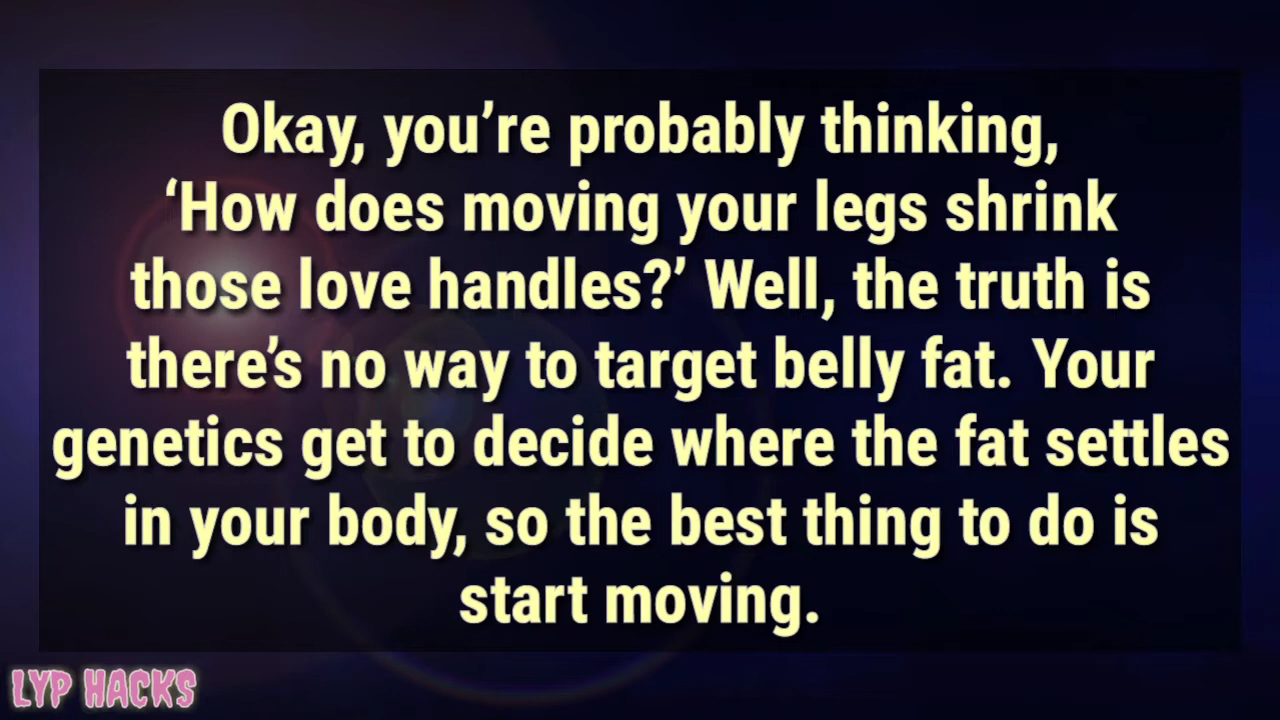 Okay, you’re probably thinking,
‘How does moving your legs shrink
those love handles?’ Well, the truth is
there’s no way to target belly fat. Your
genetics get to decide where the fat settles
in your body, so the best thing to do is
start moving.
LYP HACKS